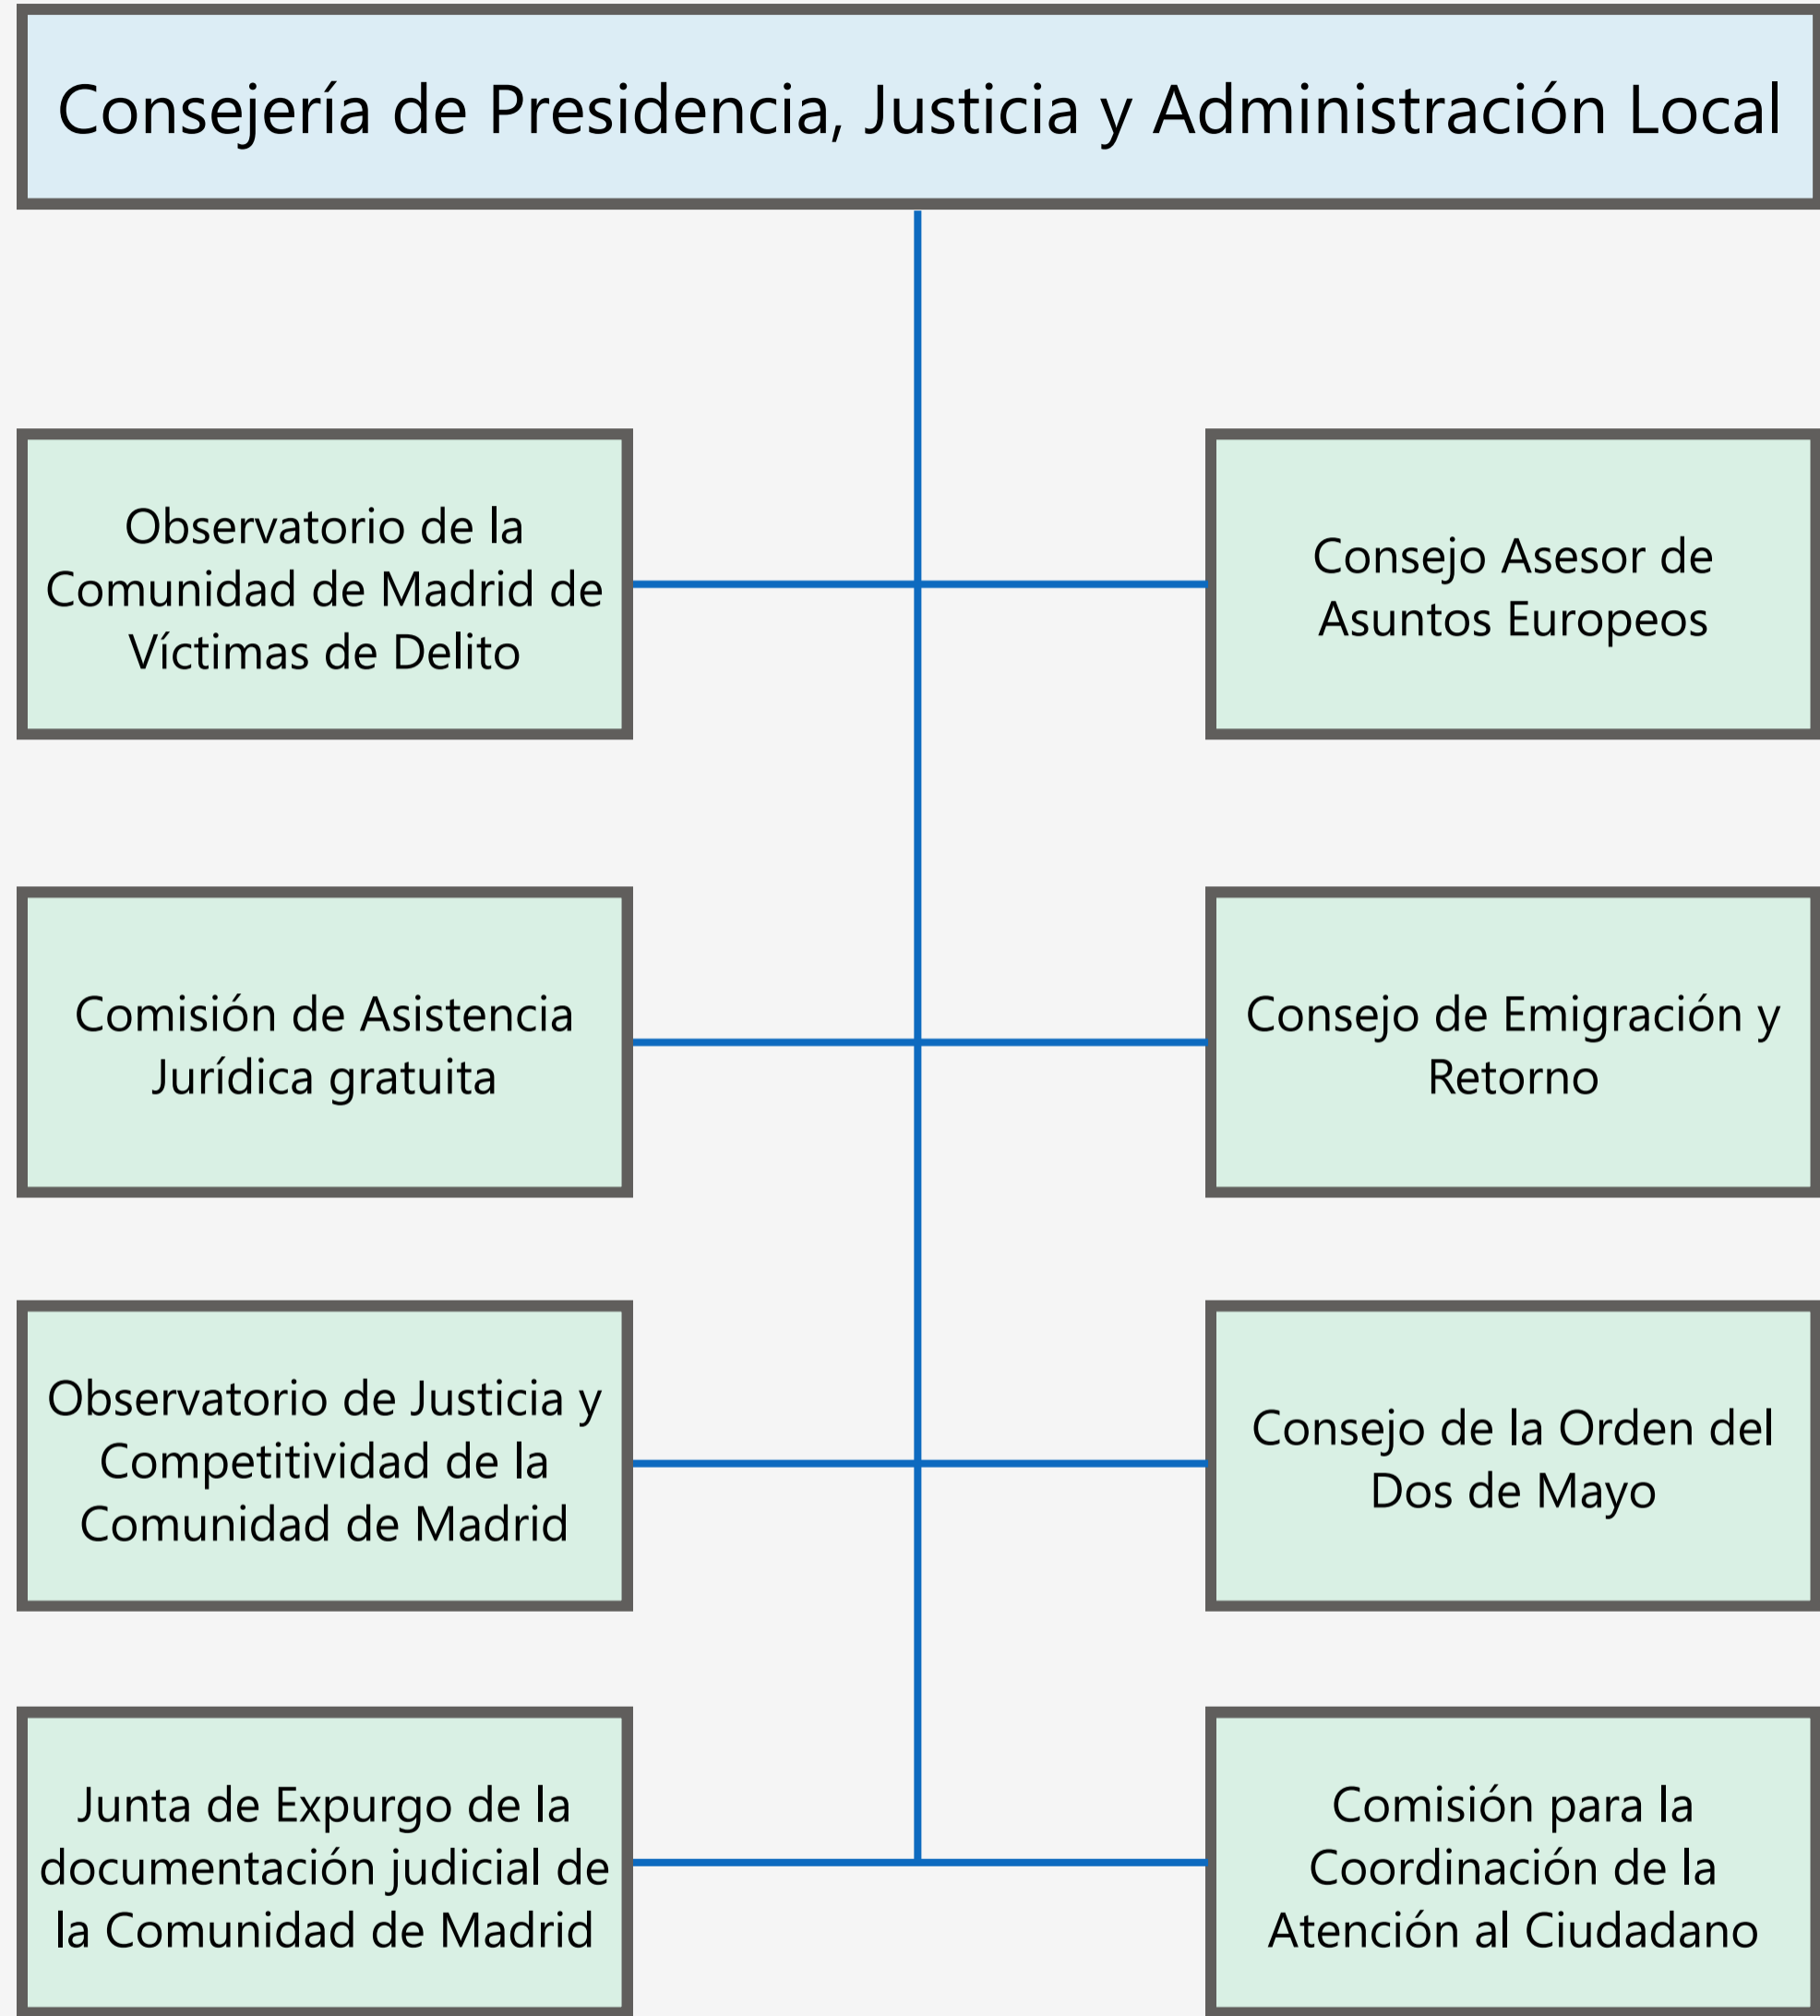 Consejería de Presidencia, Justicia y Administración Local
Observatorio de la
Comunidad de Madrid de
Víctimas de Delito
Consejo Asesor de
Asuntos Europeos
Comisión de Asistencia
Jurídica gratuita
Consejo de Emigración y
Retorno
Observatorio de Justicia y
Competitividad de la
Comunidad de Madrid
Consejo de la Orden del
Dos de Mayo
Junta de Expurgo de la
documentación judicial de
la Comunidad de Madrid
Comisión para la
Coordinación de la
Atención al Ciudadano